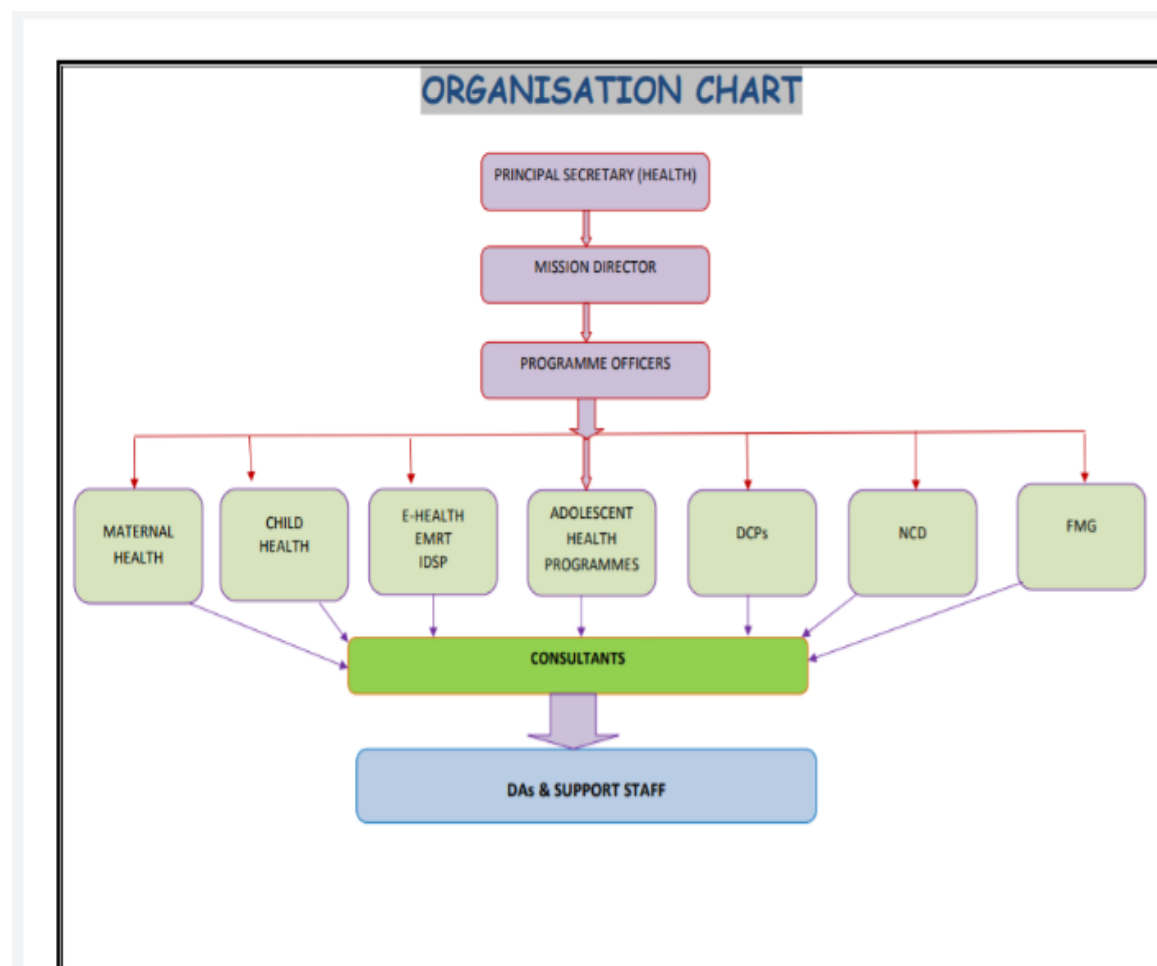 ORGANISATION CHART
PRINCIPAL SECRETARY (HEALTH)
MISSION DIRECTOR
PROGRAMME OFFICERS
MATERNAL
HEALTH
CHILD
HEALTH
E-HEALTH
EMRT
IDSP
ADOLESCENT
HEALTH
PROGRAMMES
DCPs
NCD
FMG
CONSULTANTS
DAs & SUPPORT STAFF